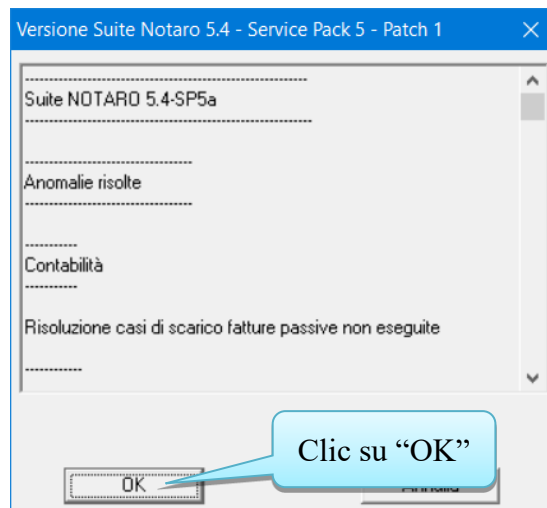 Versione Suite Notaro 5.4 - Service Pack 5 - Patch 1
--------------------------------------------------------------
Suite NOTARO 5.4-SP5a
---------------------------------------------------------------
-------------------------------------
Anomalie risolte
-------------------------------------
-----------
Contabilità
-----------
Risoluzione casi di scarico fatture passive non eseguite
------------
Clic su “OK”
OK